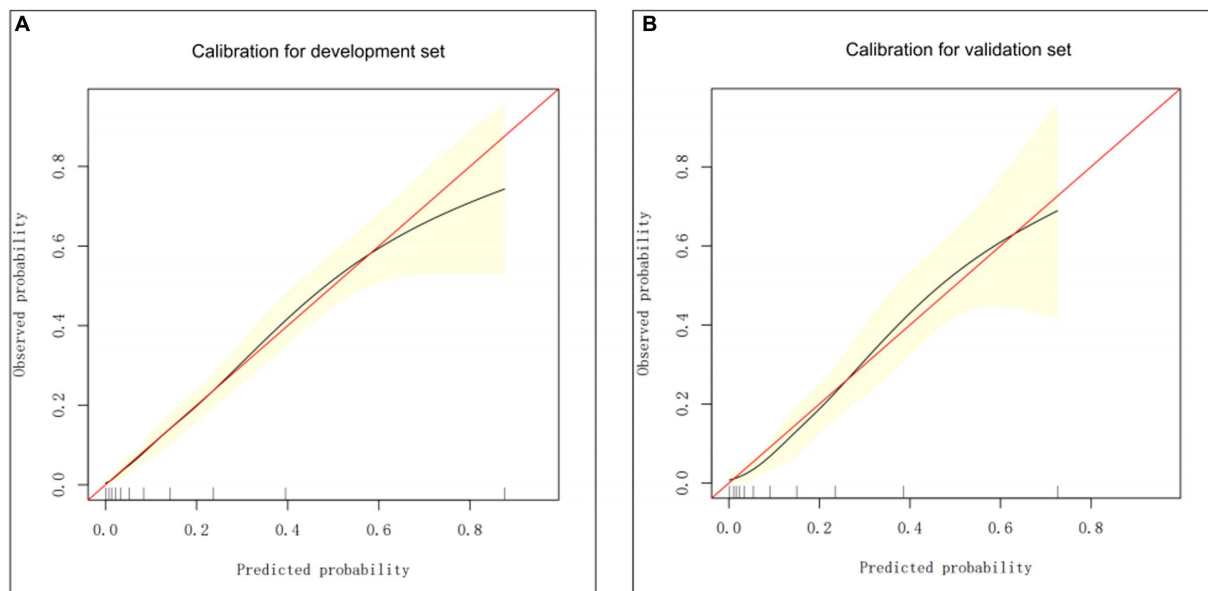 A
Calibration for development set
Observed probability
0.8
0.6
0.4
0.2
0.0
0.0 0.2 0.4 0.6 0.8
Predicted probability
B
Calibration for validation set
Observed probability
0.8
0.6
0.4
0.2
0.0
0.0 0.2 0.4 0.6 0.8
Predicted probability